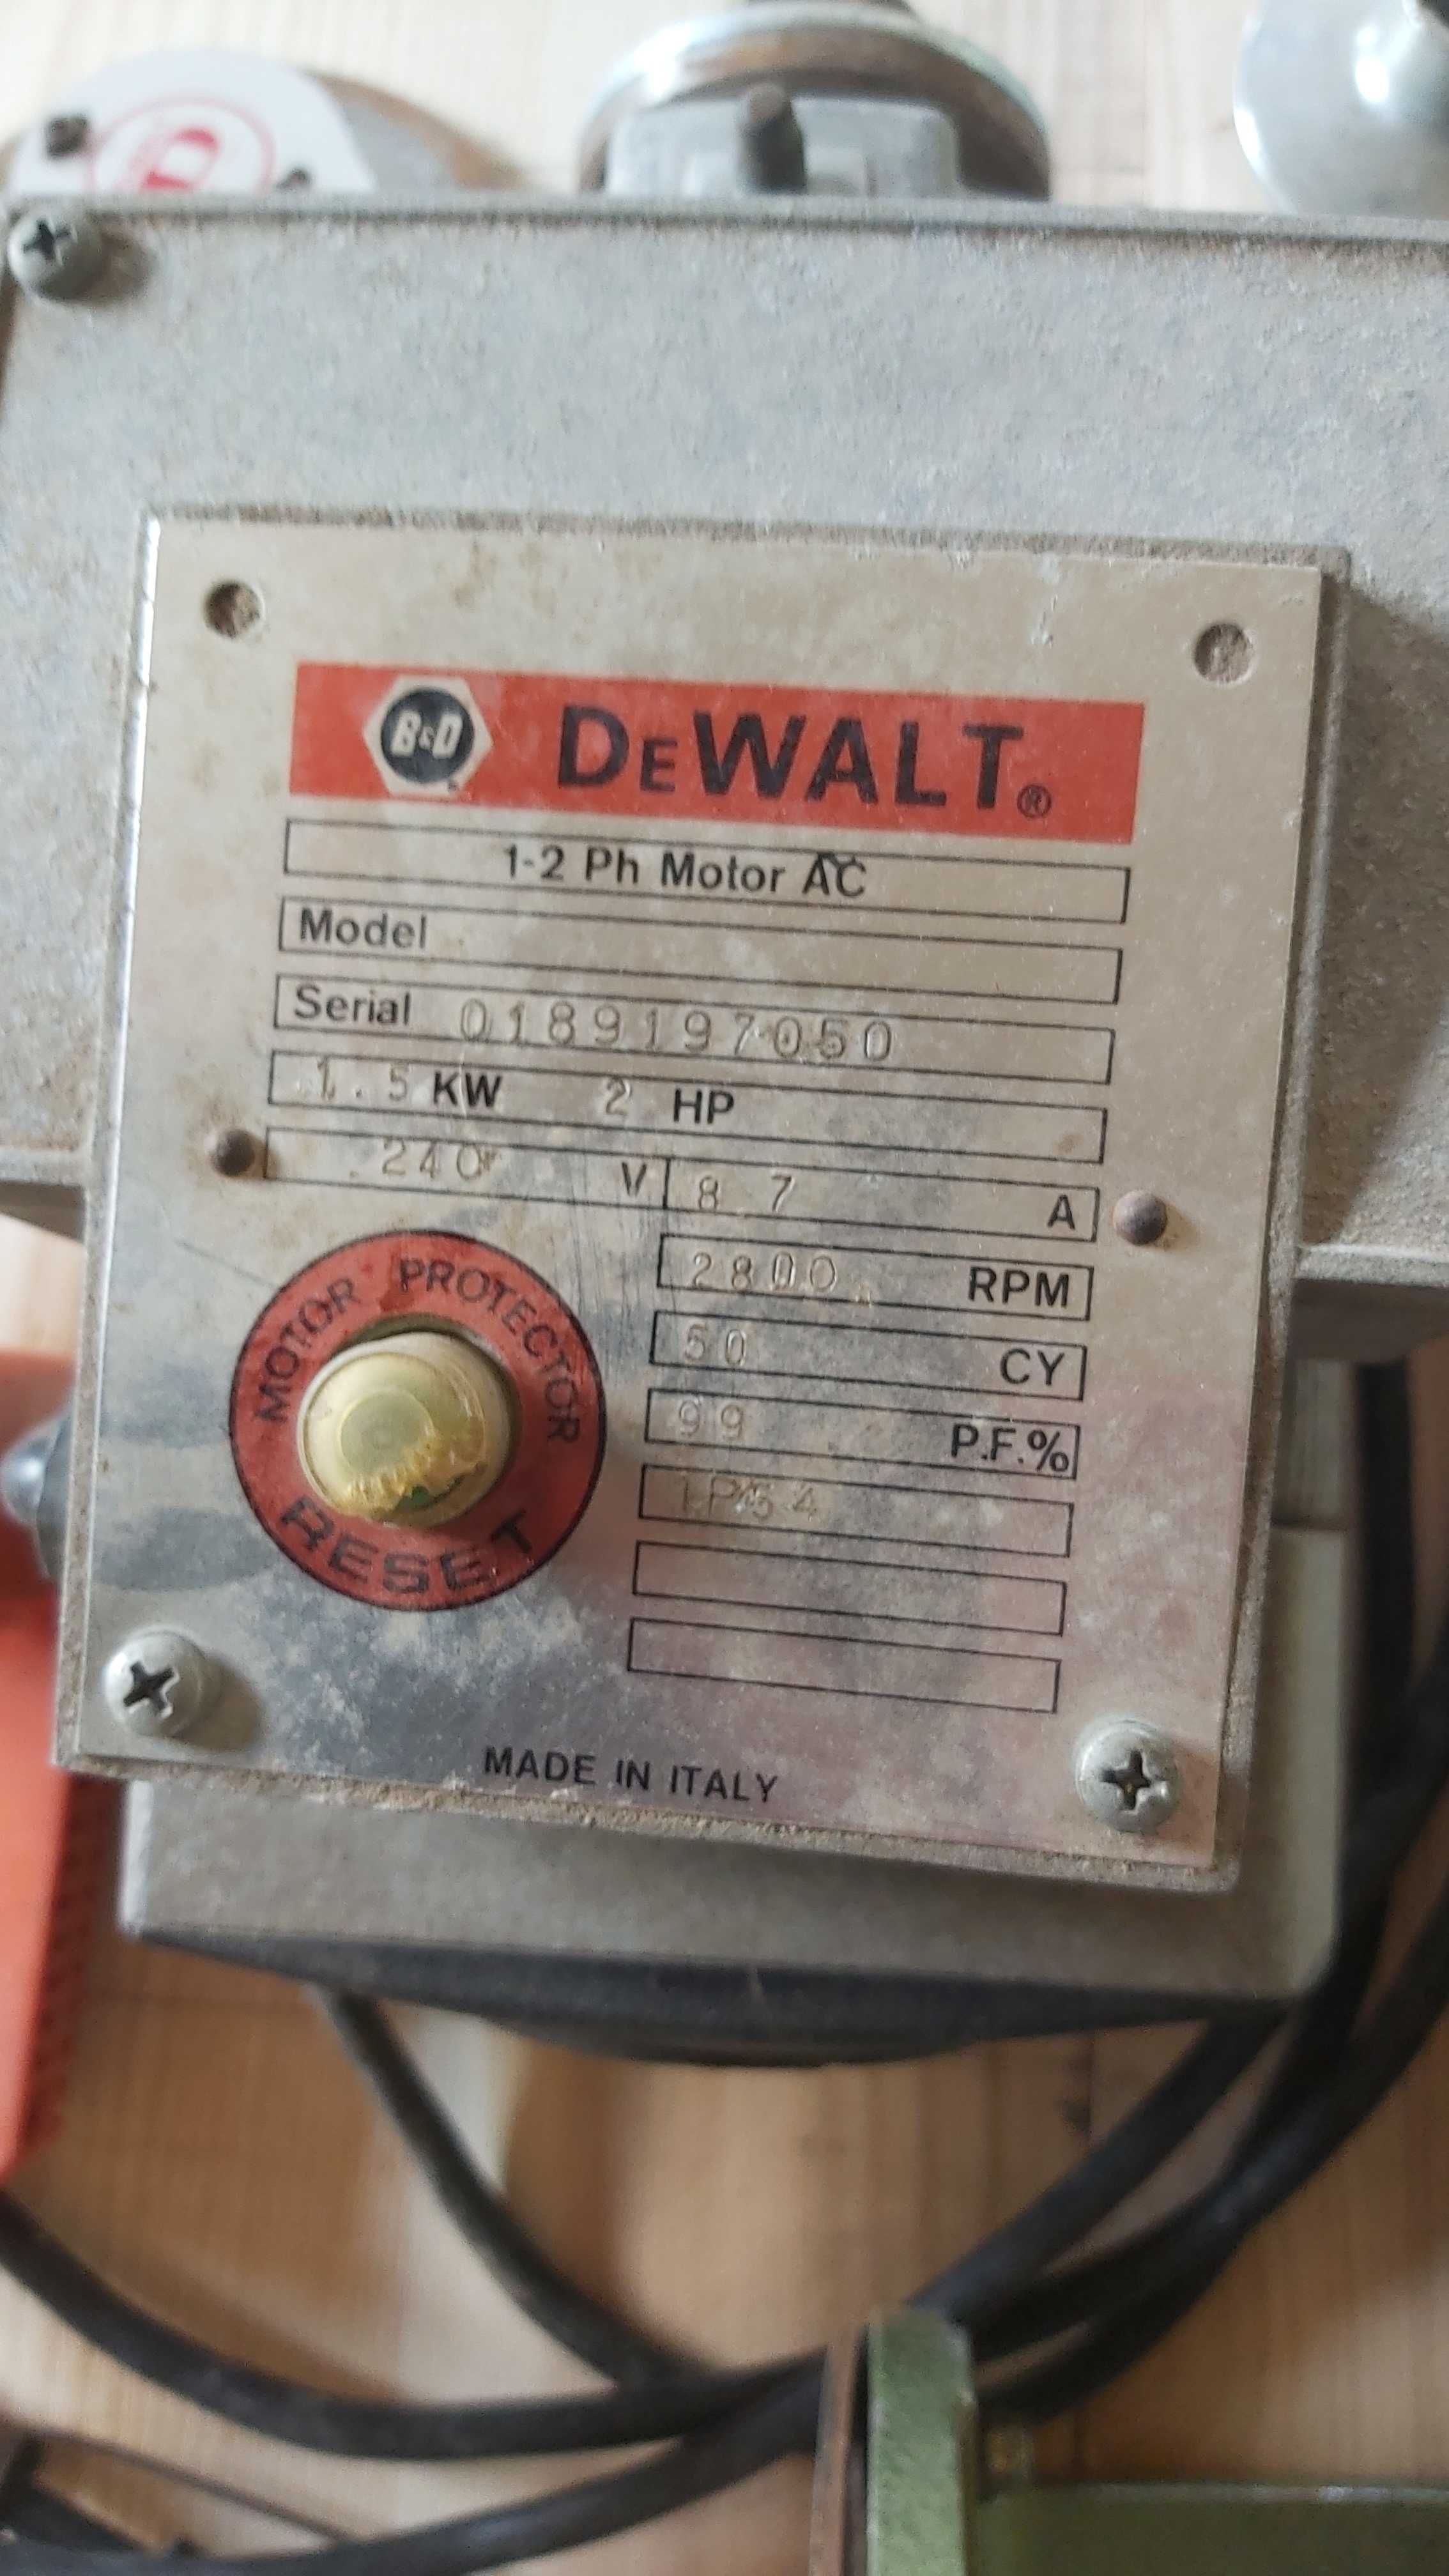 B&D DeWALT®
1-2 Ph Motor AC
Model
Serial 0189197050
1.5 KW 2 HP
240 V 8.7 A
2800 RPM
50 CY
99 P.F.%
IP54
MOTOR PROTECTOR
RESET
MADE IN ITALY